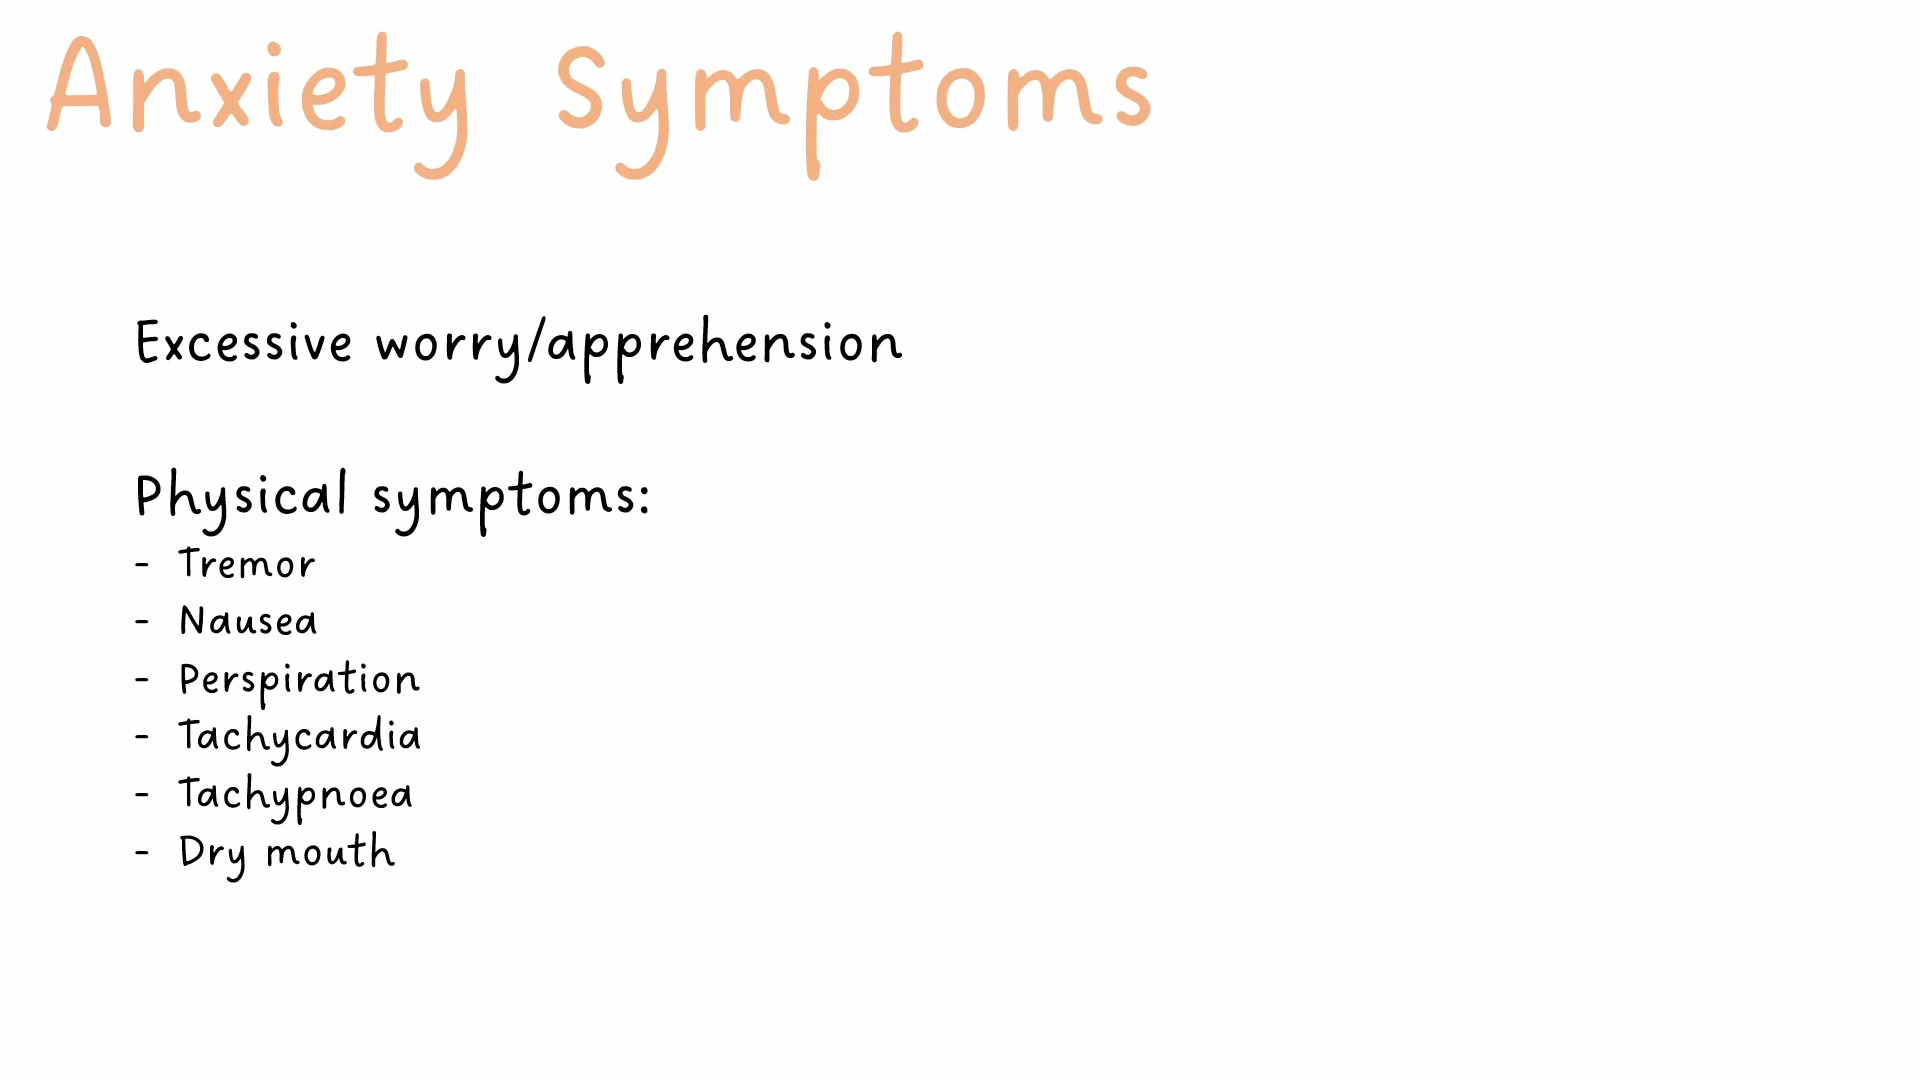 Anxiety Symptoms
Excessive worry/apprehension
Physical symptoms:
- Tremor
- Nausea
- Perspiration
- Tachycardia
- Tachypnoea
- Dry mouth